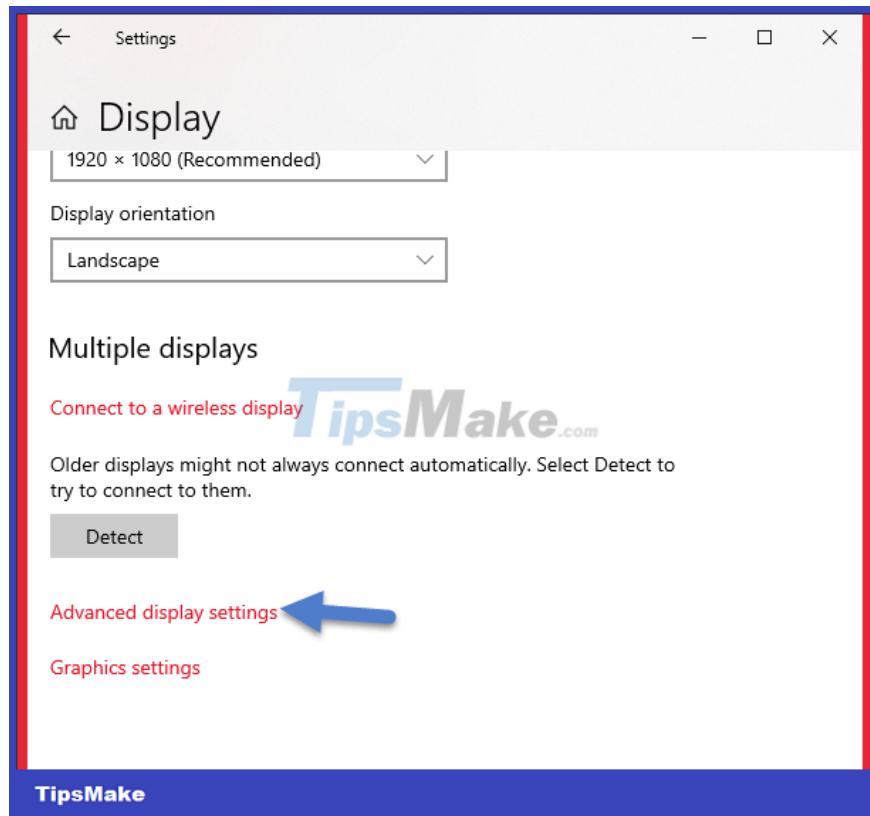 Settings
Display
1920 × 1080 (Recommended)
Display orientation
Landscape
Multiple displays
Connect to a wireless display
TipsMake.com
Older displays might not always connect automatically. Select Detect to
try to connect to them.
Detect
Advanced display settings
Graphics settings
TipsMake